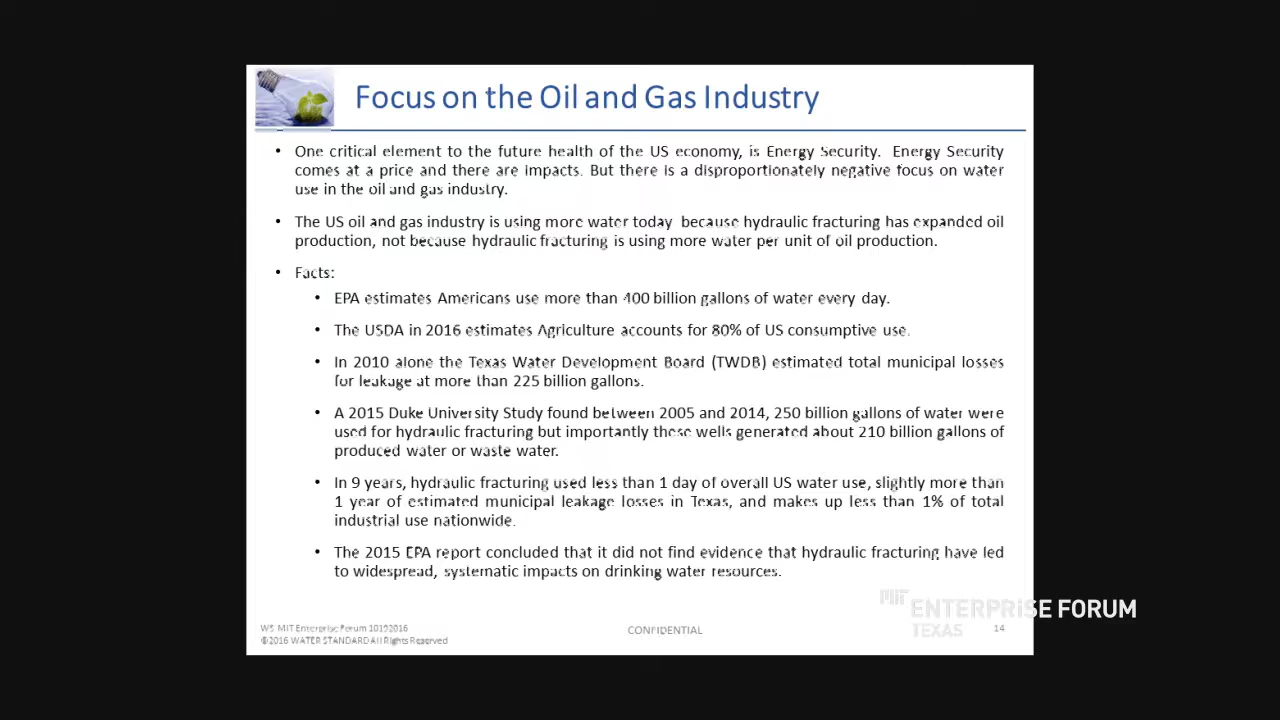 Focus on the Oil and Gas Industry
• One critical element to the future health of the US economy, is Energy Security. Energy Security
comes at a price and there are impacts. But there is a disproportionately negative focus on water
use in the oil and gas industry.
• The US oil and gas industry is using more water today because hydraulic fracturing has expanded oil
production, not because hydraulic fracturing is using more water per unit of oil production.
• Facts:
• EPA estimates Americans use more than 400 billion gallons of water every day.
• The USDA in 2016 estimates Agriculture accounts for 80% of US consumptive use.
• In 2010 alone the Texas Water Development Board (TWDB) estimated total municipal losses
for leakage at more than 225 billion gallons.
• A 2015 Duke University Study found between 2005 and 2014, 250 billion gallons of water were
used for hydraulic fracturing but importantly these wells generated about 210 billion gallons of
produced water or waste water.
• In 9 years, hydraulic fracturing used less than 1 day of overall US water use, slightly more than
1 year of estimated municipal leakage losses in Texas, and makes up less than 1% of total
industrial use nationwide.
• The 2015 EPA report concluded that it did not find evidence that hydraulic fracturing have led
to widespread, systematic impacts on drinking water resources.
MIT ENTERPRISE FORUM
TEXAS
WS MIT Enterprise Forum 10192016
©2016 WATER STANDARD All Rights Reserved
CONFIDENTIAL
14